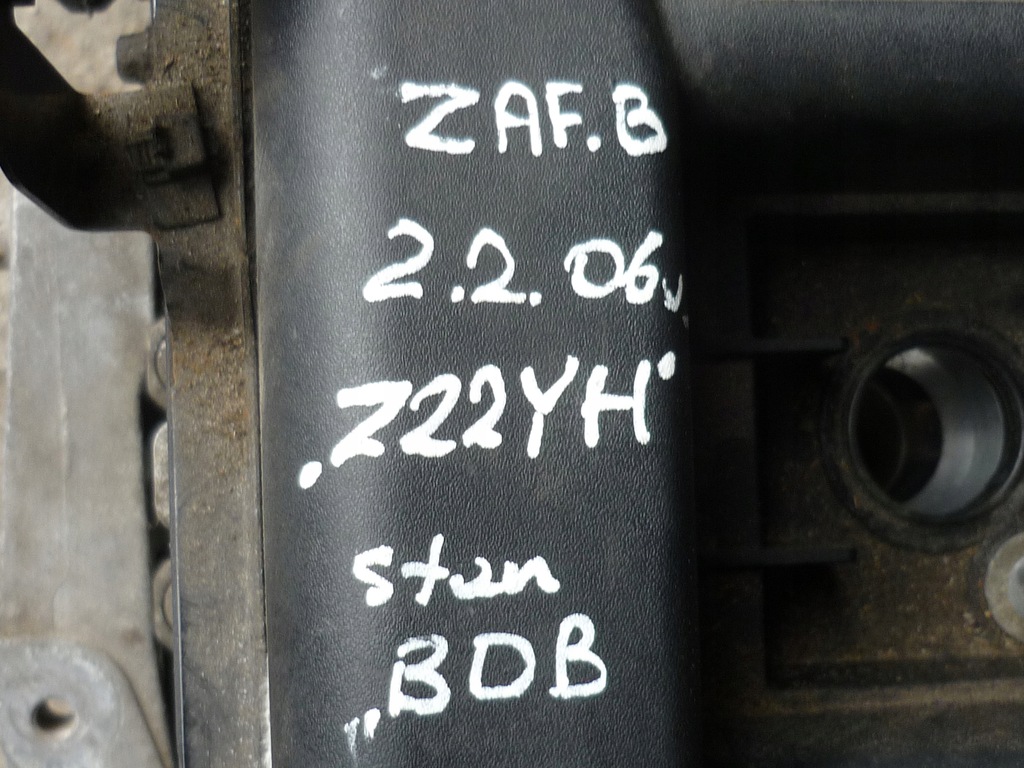 ZAF.B
2.2. 06
"Z22YH"
stan
"BDB